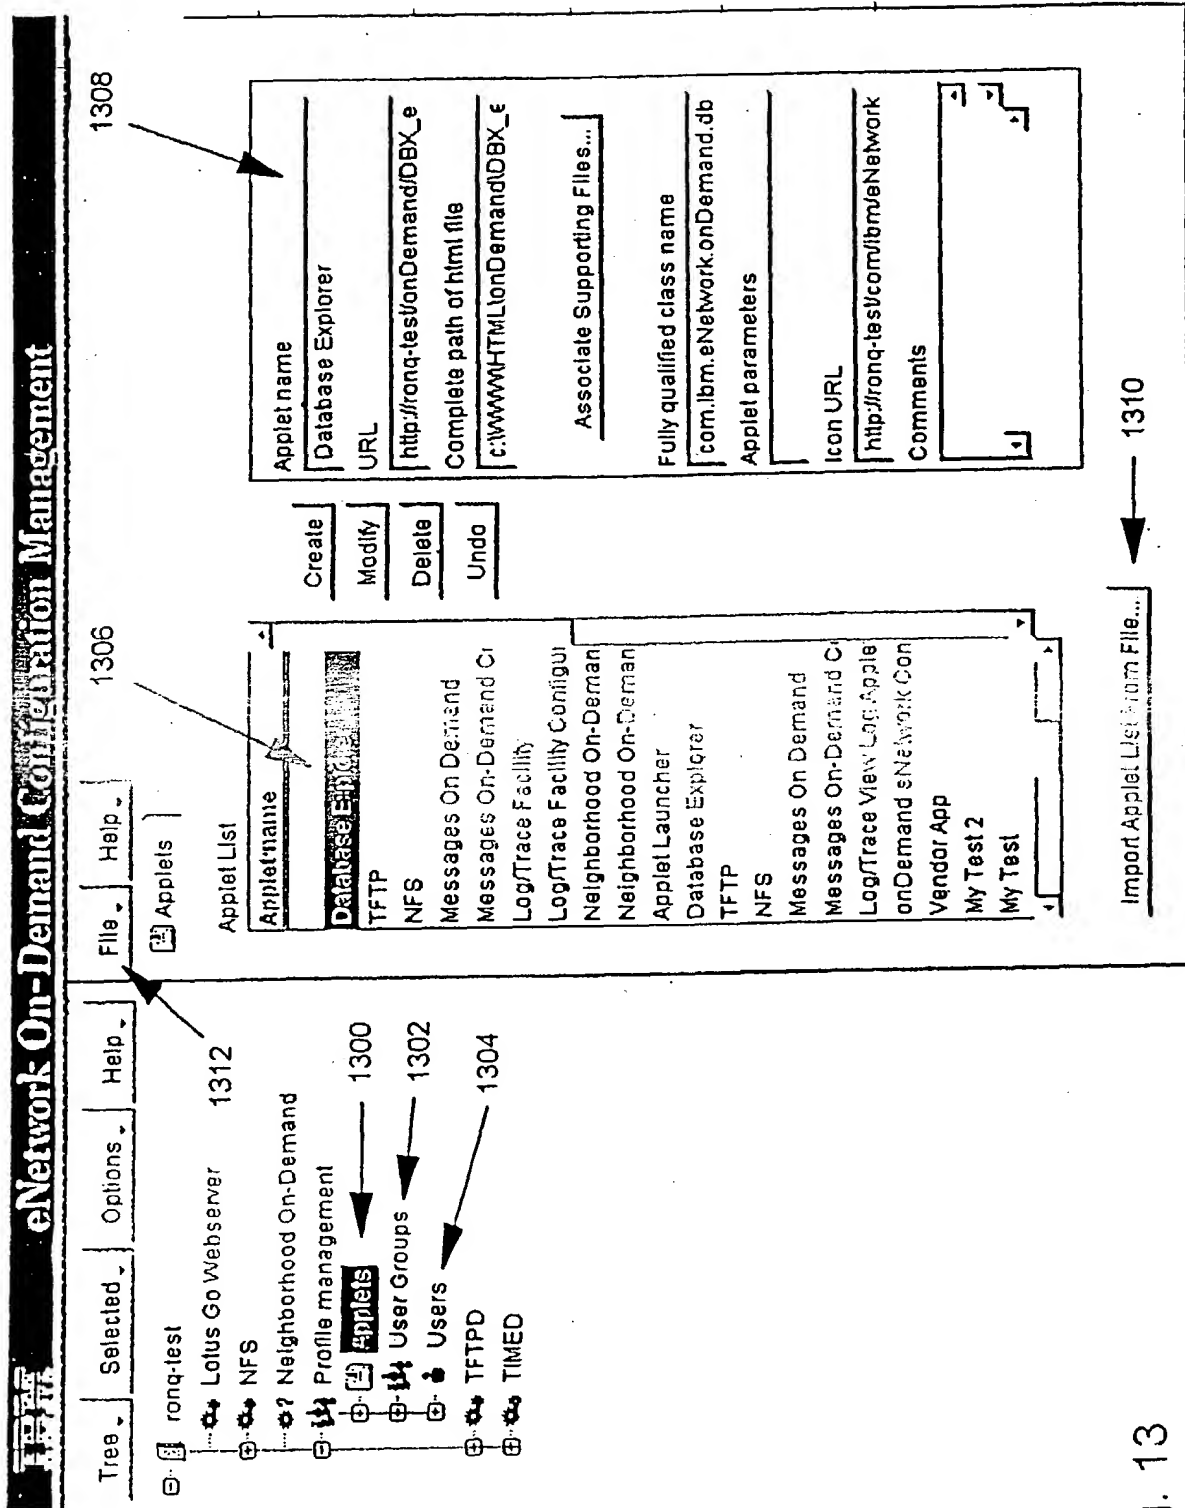 IBM eNetwork On-Demand Configuration Management
Tree Selected Options Help
File Help
1312
ronq-test
Lotus Go Webserver
NFS
Neighborhood On-Demand
Profile management
Applets
User Groups
Users
TFTPD
TIMED
1300
1302
1304
Applets
1306
Applet List
Applet name
TFTP
NFS
Messages On Demand
Messages On-Demand C
Log/Trace Facility
Log/Trace Facility Configu
Neighborhood On-Deman
Neighborhood On-Deman
Applet Launcher
Database Explorer
TFTP
NFS
Messages On Demand
Messages On-Demand C
Log/Trace View Log Apple
onDemand eNetwork Con
Vendor App
My Test 2
My Test
Import Applet List From File...
1310
Create
Modify
Delete
Undo
1308
Applet name
Database Explorer
URL
http://ronq-test/onDemand/DBX_e
Complete path of html file
c:\WWW\HTML\onDemand\DBX_e
Associate Supporting Files...
Fully qualified class name
com.ibm.eNetwork.onDemand.db
Applet parameters
Icon URL
http://ronq-test/com/ibm/eNetwork
Comments
13